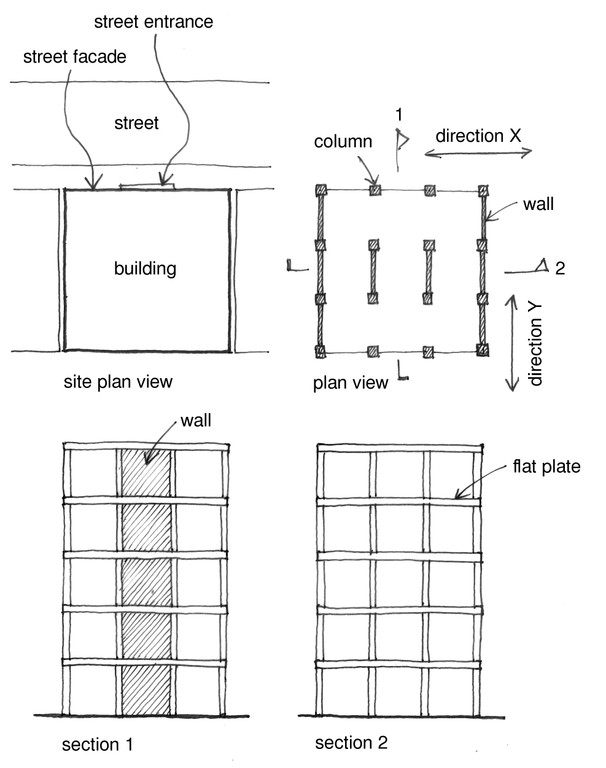 street entrance
street facade
street
building
site plan view
1
column
direction X
wall
2
direction Y
plan view
wall
section 1
flat plate
section 2